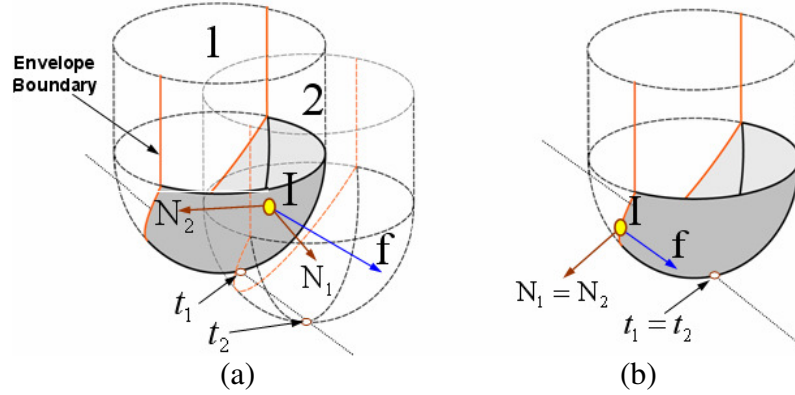 1
2
Envelope
Boundary
I
N₂
f
N₁
t₁
t₂
(a)
I
f
N₁ = N₂
t₁ = t₂
(b)